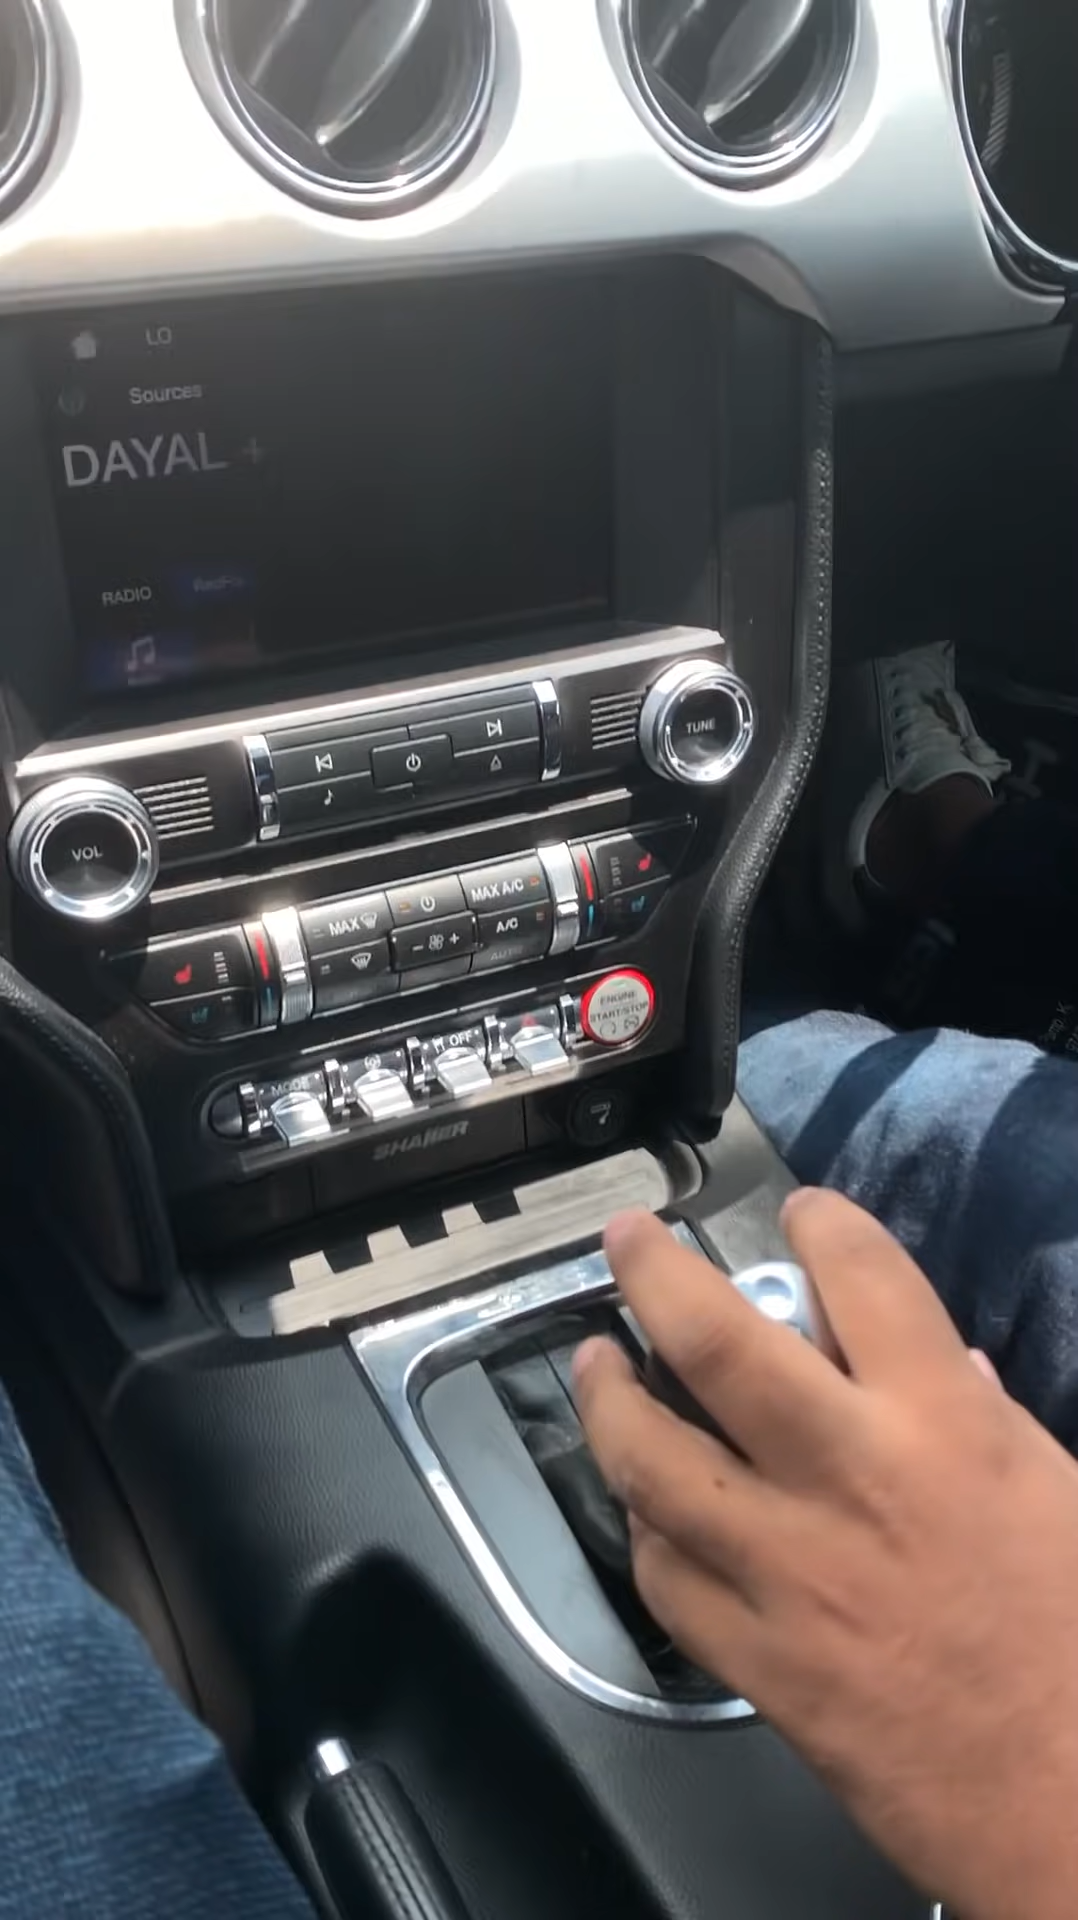 LO
Sources
DAYAL +
RADIO
TUNE
VOL
MAX A/C
MAX
A/C
AUTO
ENGINE
START/STOP
OFF
MODE
SHAKER